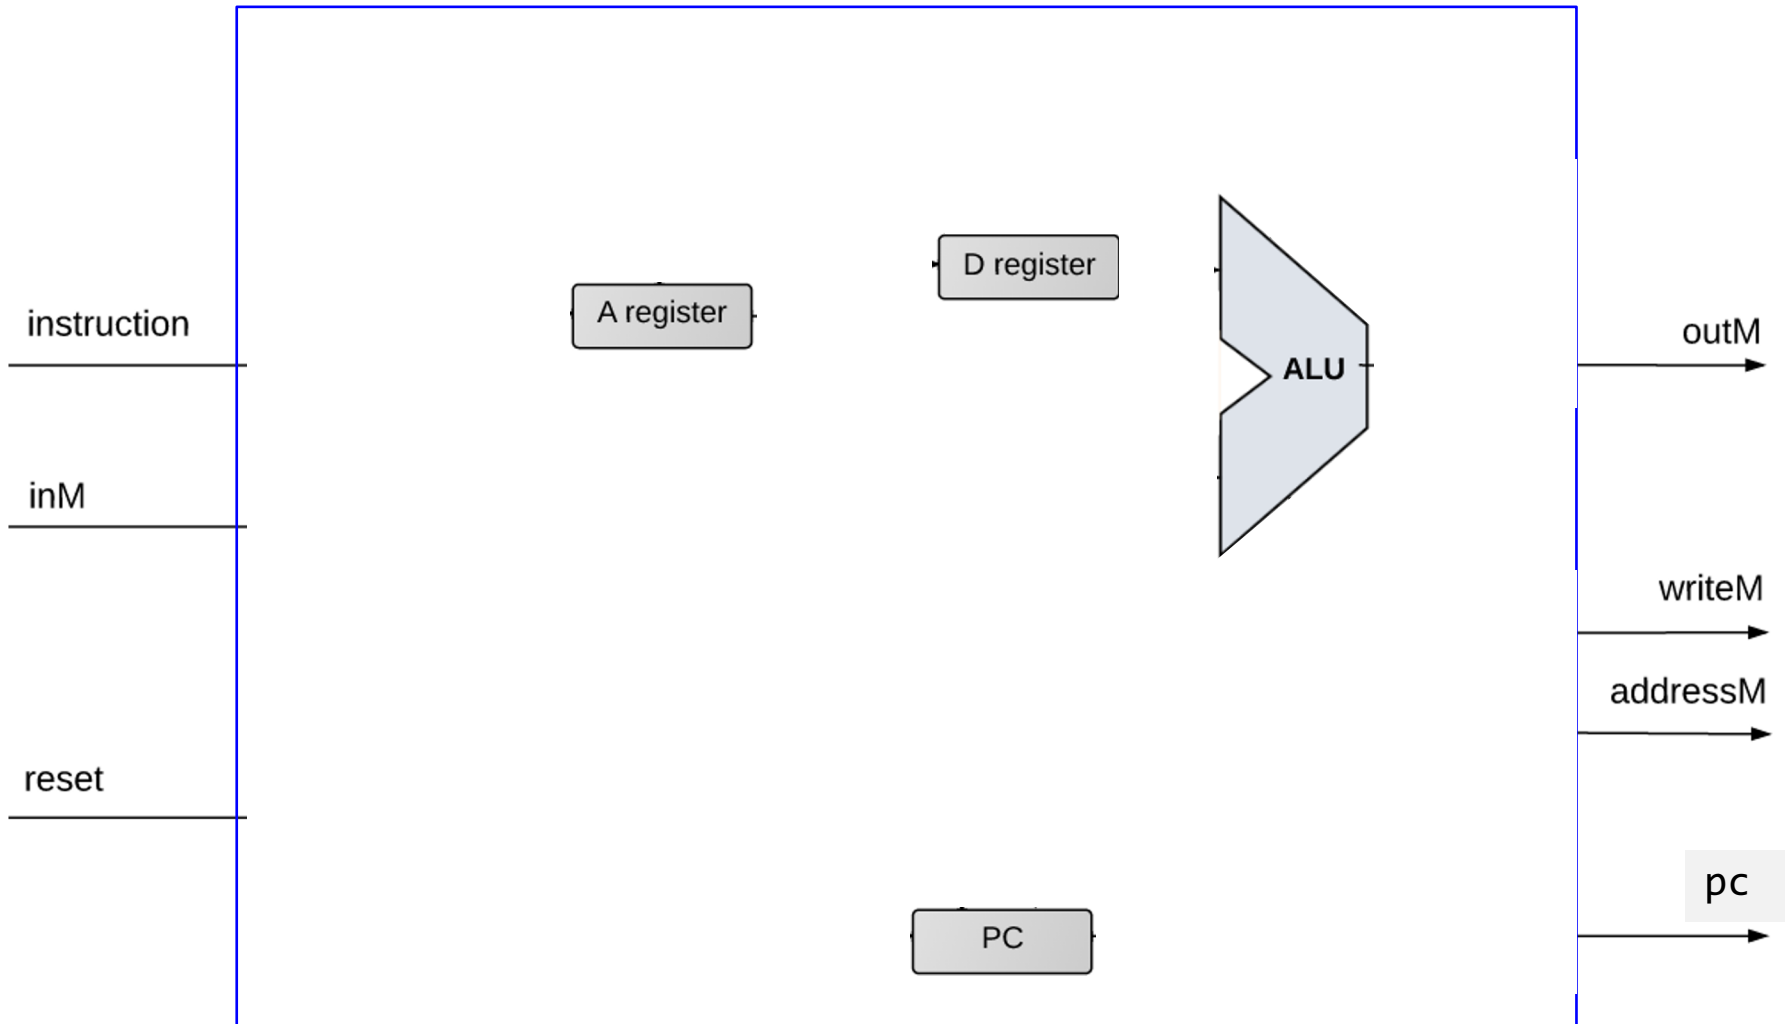 D register
A register
instruction
outM
ALU
inM
writeM
addressM
reset
pc
PC